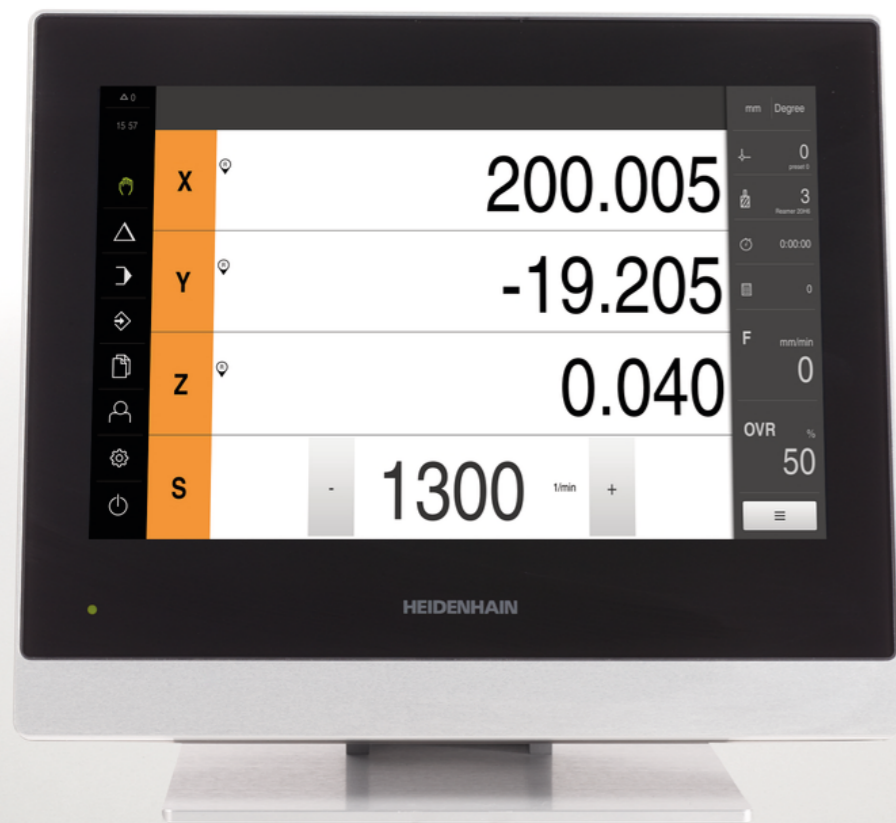 0
15 57
X
R
200.005
Y
R
-19.205
Z
R
0.040
S
-
1300
1/min
+
mm Degree
0
preset 0
3
Reamer 20H6
0:00:00
0
F mm/min
0
OVR %
50
HEIDENHAIN